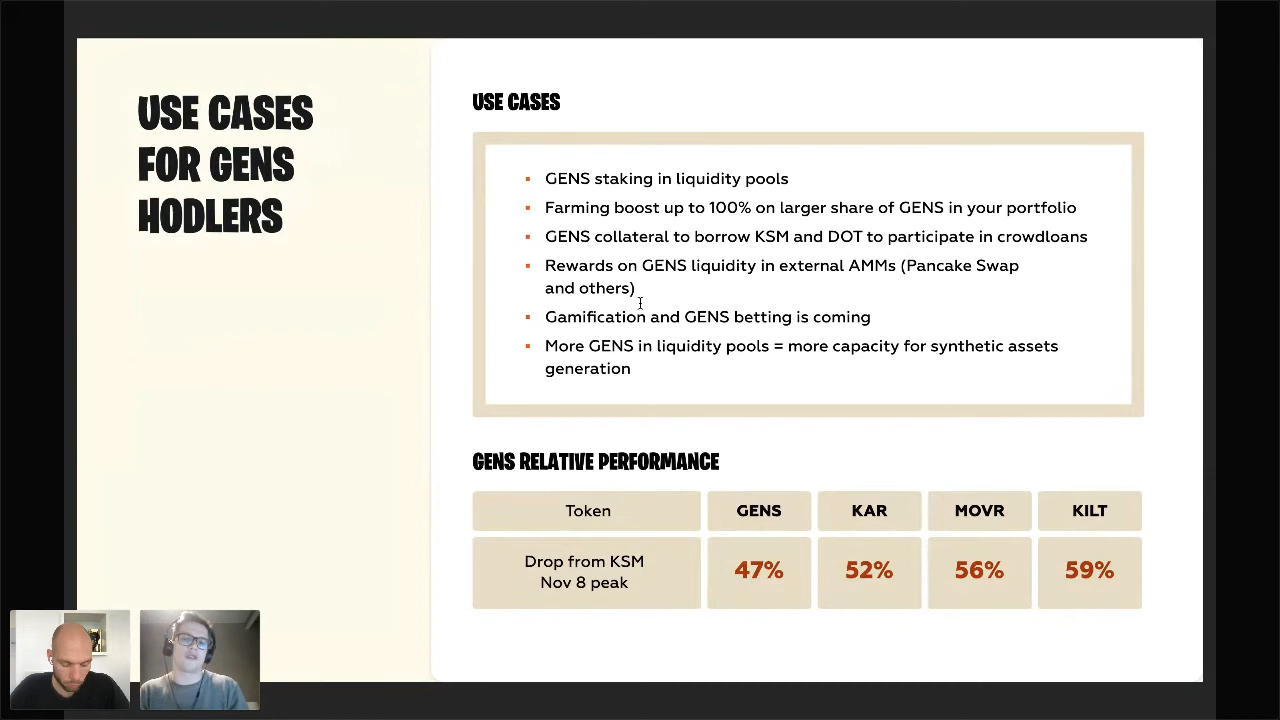 USE CASES
FOR GENS
HODLERS
USE CASES
▪ GENS staking in liquidity pools
▪ Farming boost up to 100% on larger share of GENS in your portfolio
▪ GENS collateral to borrow KSM and DOT to participate in crowdloans
▪ Rewards on GENS liquidity in external AMMs (Pancake Swap
and others)
▪ Gamification and GENS betting is coming
▪ More GENS in liquidity pools = more capacity for synthetic assets
generation
GENS RELATIVE PERFORMANCE
Token GENS KAR MOVR KILT
Drop from KSM
Nov 8 peak 47% 52% 56% 59%